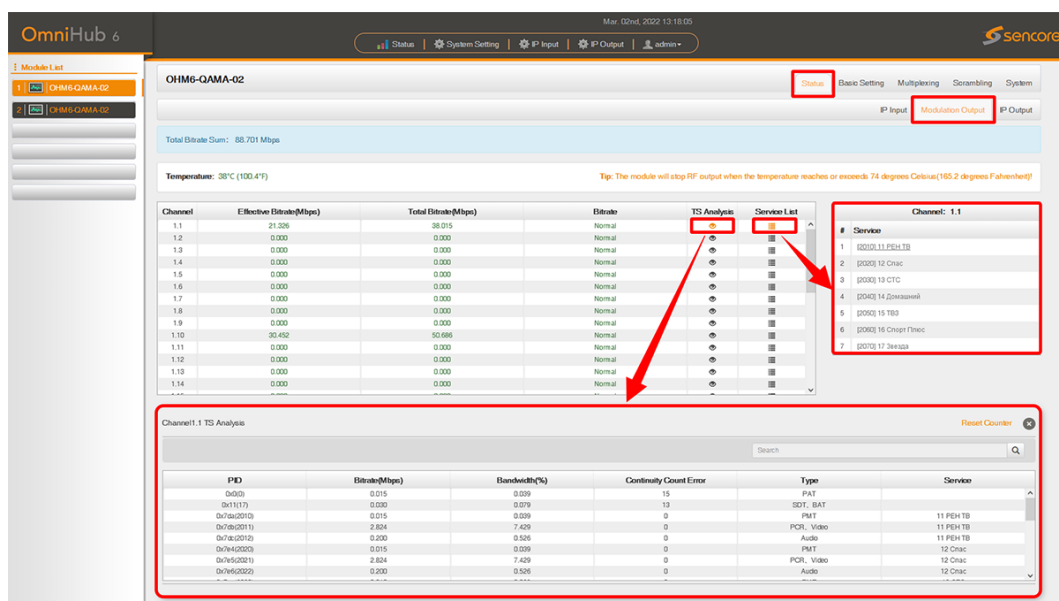 Mar. 02nd, 2022 13:18:05
OmniHub 6
Status | System Setting | IP Input | IP Output | admin
sencore
Module List
1 OHM6-QAMA-02
2 OHM6-QAMA-02
OHM6-QAMA-02
Status Basic Setting Multiplexing Scrambling System
IP Input Modulation Output IP Output
Total Bitrate Sum: 88.701 Mbps
Temperature: 38°C (100.4°F)
Tip: The module will stop RF output when the temperature reaches or exceeds 74 degrees Celsius(165.2 degrees Fahrenheit)!
Channel Effective Bitrate(Mbps) Total Bitrate(Mbps) Bitrate TS Analysis Service List
1.1 21.326 38.015 Normal
1.2 0.000 0.000 Normal
1.3 0.000 0.000 Normal
1.4 0.000 0.000 Normal
1.5 0.000 0.000 Normal
1.6 0.000 0.000 Normal
1.7 0.000 0.000 Normal
1.8 0.000 0.000 Normal
1.9 0.000 0.000 Normal
1.10 30.452 50.686 Normal
1.11 0.000 0.000 Normal
1.12 0.000 0.000 Normal
1.13 0.000 0.000 Normal
1.14 0.000 0.000 Normal
Channel: 1.1
# Service
1 [2010] 11 РЕН ТВ
2 [2020] 12 Спас
3 [2030] 13 СТС
4 [2040] 14 Домашний
5 [2050] 15 ТВ3
6 [2060] 16 Спорт Плюс
7 [2070] 17 Звезда
Channel1.1 TS Analysis
Reset Counter
Search
PID Bitrate(Mbps) Bandwidth(%) Continuity Count Error Type Service
0x0(0) 0.015 0.039 15 PAT
0x11(17) 0.030 0.079 13 SDT, BAT
0x7da(2010) 0.015 0.039 0 PMT 11 РЕН ТВ
0x7db(2011) 2.824 7.429 0 PCR, Video 11 РЕН ТВ
0x7dc(2012) 0.200 0.526 0 Audio 11 РЕН ТВ
0x7e4(2020) 0.015 0.039 0 PMT 12 Спас
0x7e5(2021) 2.824 7.429 0 PCR, Video 12 Спас
0x7e6(2022) 0.200 0.526 0 Audio 12 Спас